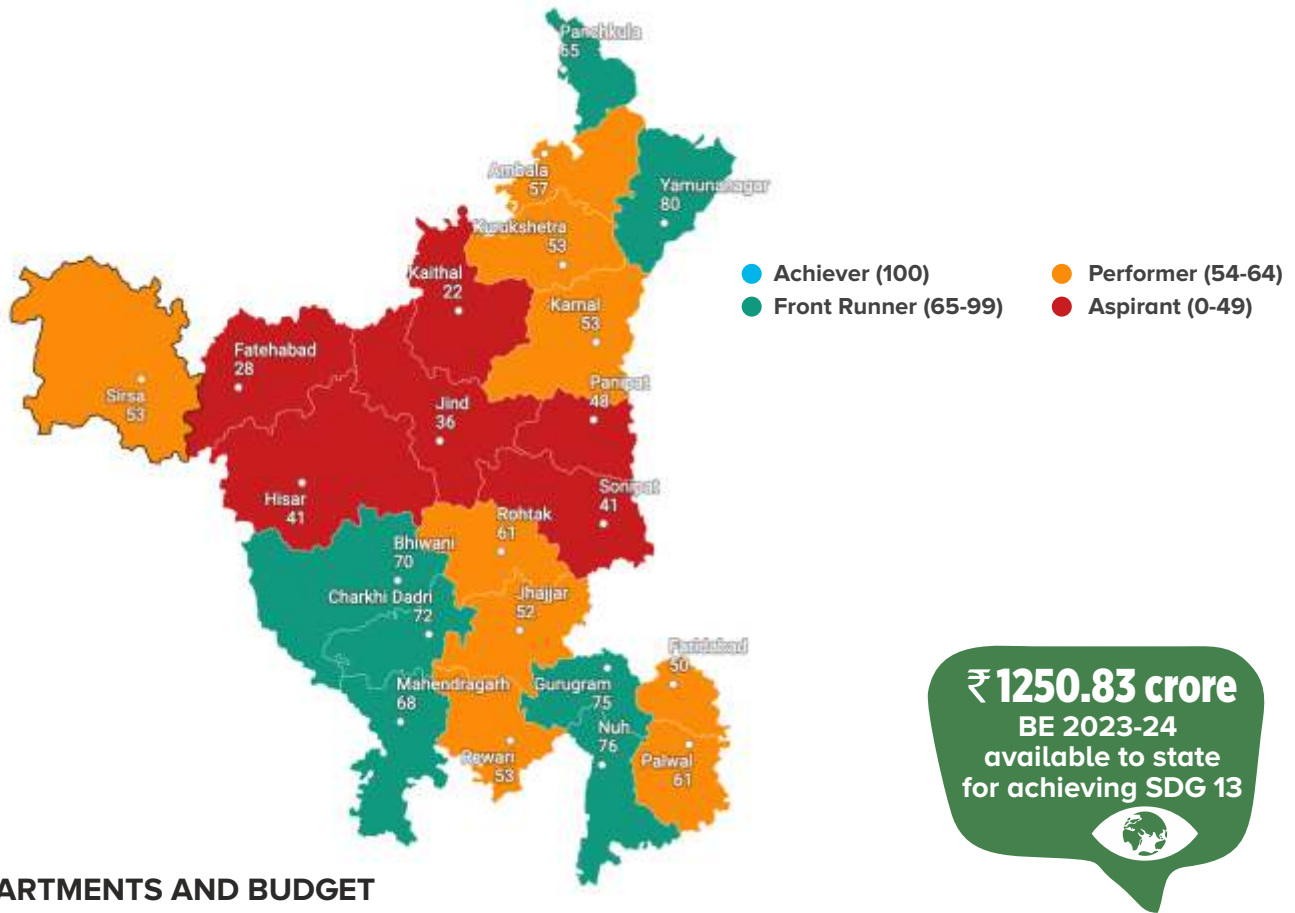 Panchkula
65
Ambala
57
Yamunanagar
80
Kurukshetra
53
Kaithal
22
Karnal
53
Achiever (100)
Performer (54-64)
Front Runner (65-99)
Aspirant (0-49)
Fatehabad
28
Sirsa
53
Panipat
48
Jind
36
Hisar
41
Sonipat
41
Rohtak
61
Bhiwani
70
Charkhi Dadri
72
Jhajjar
52
Faridabad
50
Mahendragarh
68
Gurugram
75
Nuh
76
Rewari
53
Palwal
61
₹ 1250.83 crore
BE 2023-24
available to state
for achieving SDG 13
ARTMENTS AND BUDGET